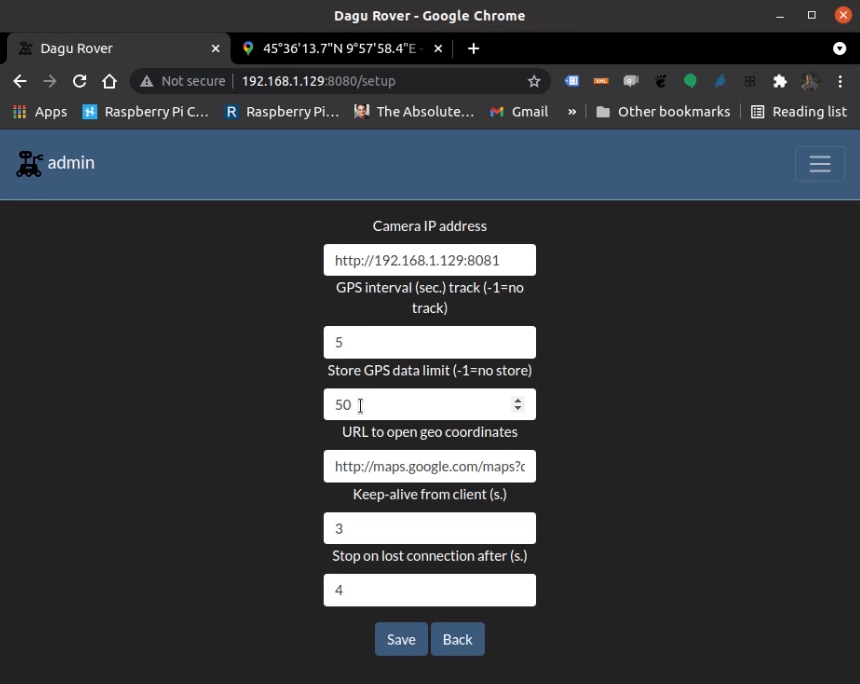 Dagu Rover - Google Chrome
Dagu Rover
45°36'13.7"N 9°57'58.4"E -
Not secure 192.168.1.129:8080/setup
Apps Raspberry Pi C... R Raspberry Pi... The Absolute... Gmail » Other bookmarks Reading list
admin
Camera IP address
http://192.168.1.129:8081
GPS interval (sec.) track (-1=no
track)
5
Store GPS data limit (-1=no store)
50
URL to open geo coordinates
http://maps.google.com/maps?c
Keep-alive from client (s.)
3
Stop on lost connection after (s.)
4
Save Back